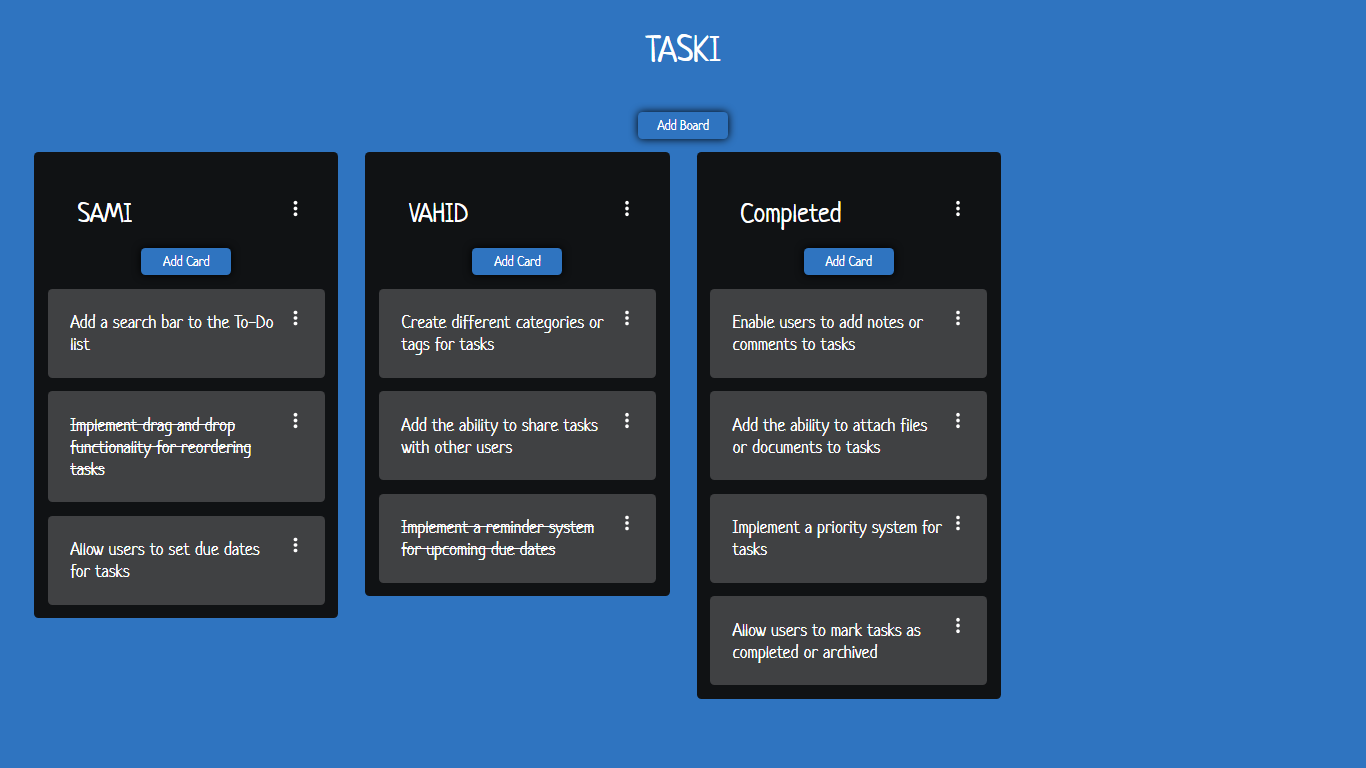 TASKI
Add Board
SAMI
Add Card
Add a search bar to the To-Do
list
Implement drag and drop
functionality for reordering
tasks
Allow users to set due dates
for tasks
VAHID
Add Card
Create different categories or
tags for tasks
Add the ability to share tasks
with other users
Implement a reminder system
for upcoming due dates
Completed
Add Card
Enable users to add notes or
comments to tasks
Add the ability to attach files
or documents to tasks
Implement a priority system for
tasks
Allow users to mark tasks as
completed or archived